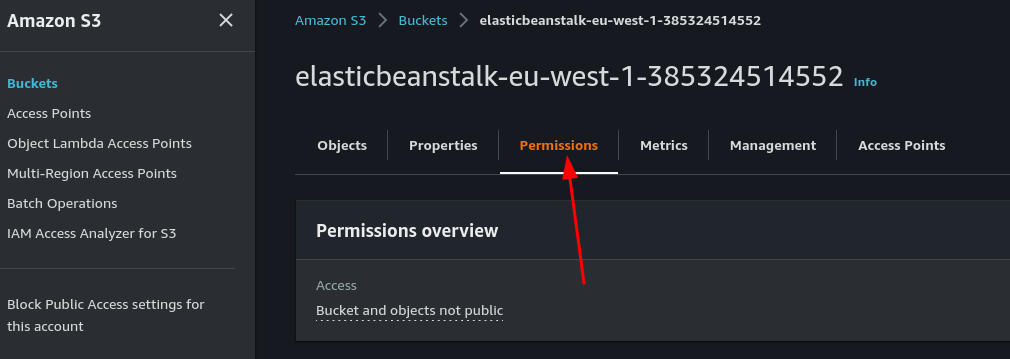 Amazon S3
Buckets
Access Points
Object Lambda Access Points
Multi-Region Access Points
Batch Operations
IAM Access Analyzer for S3
Block Public Access settings for
this account
Amazon S3 > Buckets > elasticbeanstalk-eu-west-1-385324514552
elasticbeanstalk-eu-west-1-385324514552 Info
Objects Properties Permissions Metrics Management Access Points
Permissions overview
Access
Bucket and objects not public